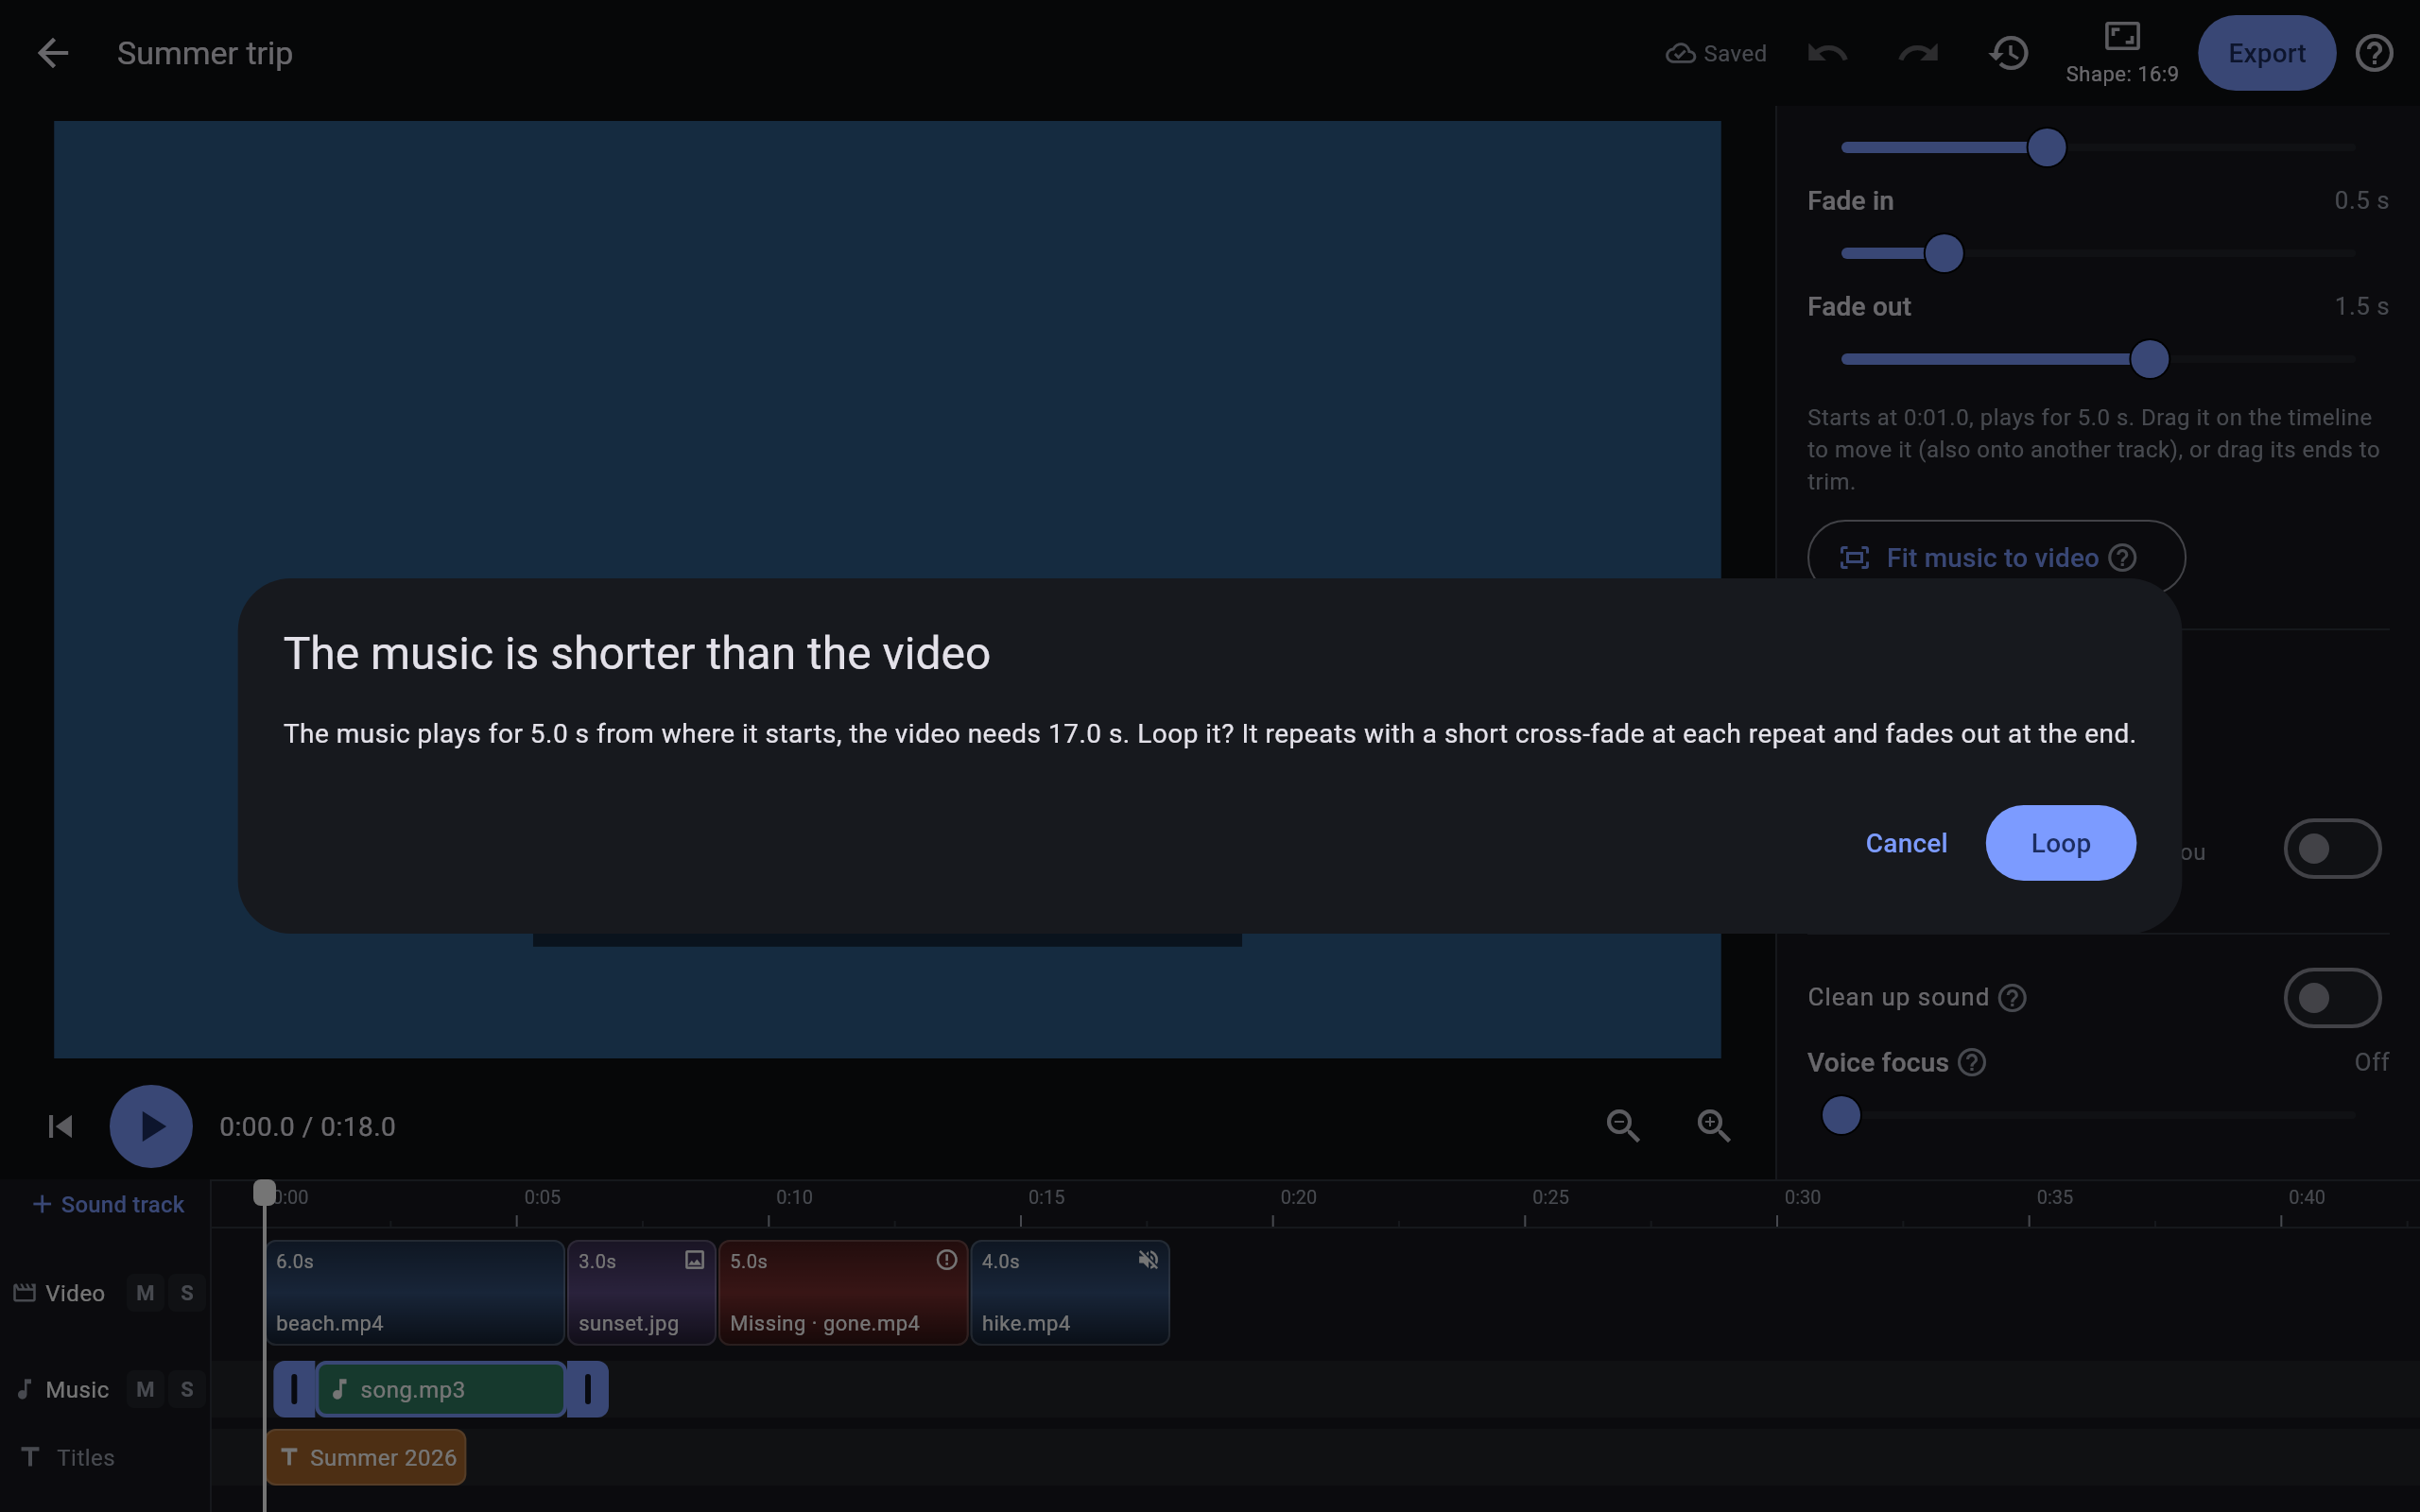 Summer trip
Saved
Shape: 16:9
Export
Fade in
0.5 s
Fade out
1.5 s
Starts at 0:01.0, plays for 5.0 s. Drag it on the timeline
to move it (also onto another track), or drag its ends to
trim.
Fit music to video
The music is shorter than the video
The music plays for 5.0 s from where it starts, the video needs 17.0 s. Loop it? It repeats with a short cross-fade at each repeat and fades out at the end.
Cancel
Loop
Clean up sound
Voice focus
Off
0:00.0 / 0:18.0
Sound track
0:00 0:05 0:10 0:15 0:20 0:25 0:30 0:35 0:40
Video M S
6.0s
beach.mp4
3.0s
sunset.jpg
5.0s
Missing · gone.mp4
4.0s
hike.mp4
Music M S
song.mp3
Titles
Summer 2026